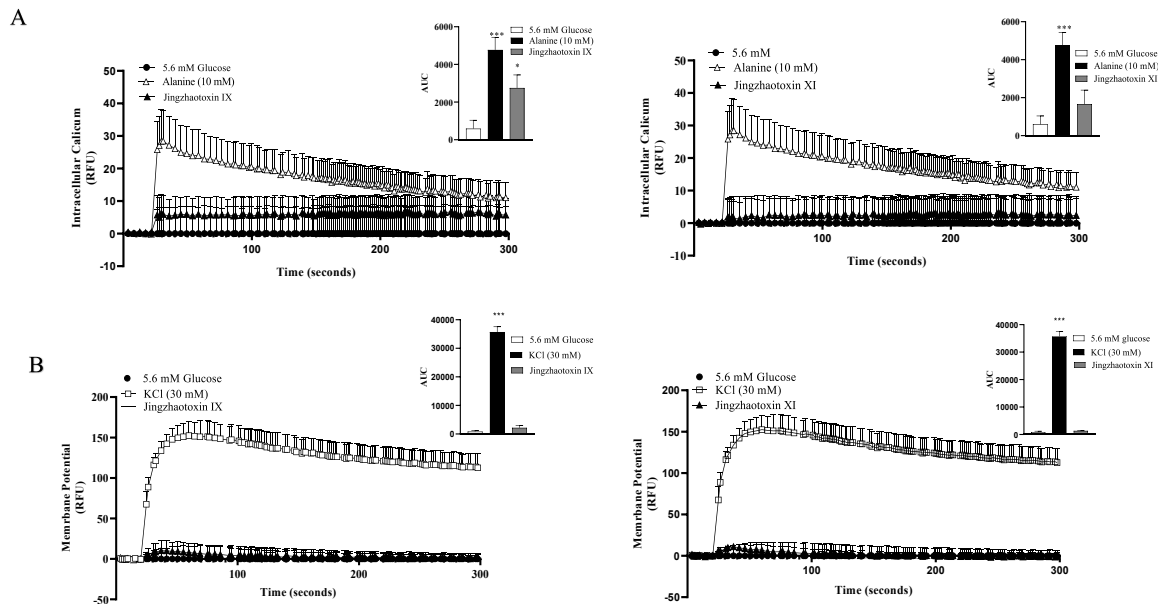 A
5.6 mM Glucose
Alanine (10 mM)
Jingzhaotoxin IX
Intracellular Calicum
(RFU)
50
40
30
20
10
0
-10
100
200
300
Time (seconds)
6000
4000
2000
0
AUC
***
*
5.6 mM Glucose
Alanine (10 mM)
Jingzhaotoxin IX
5.6 mM
Alanine (10 mM)
Jingzhaotoxin XI
Intracellular Calicum
(RFU)
50
40
30
20
10
0
-10
100
200
300
Time (seconds)
6000
4000
2000
0
AUC
***
5.6 mM Glucose
Alanine (10 mM)
Jingzhaotoxin XI
B
5.6 mM Glucose
KCl (30 mM)
Jingzhaotoxin IX
Memrbane Potential
(RFU)
200
150
100
50
0
-50
100
200
300
Time (seconds)
40000
30000
20000
10000
0
AUC
***
5.6 mM Glucose
KCl (30 mM)
Jingzhaotoxin IX
5.6 mM Glucose
KCl (30 mM)
Jingzhaotoxin XI
Memrbane Potential
(RFU)
200
150
100
50
0
-50
100
200
300
Time (seconds)
40000
30000
20000
10000
0
AUC
***
5.6 mM glucose
KCl (30 mM)
Jingzhaotoxin XI